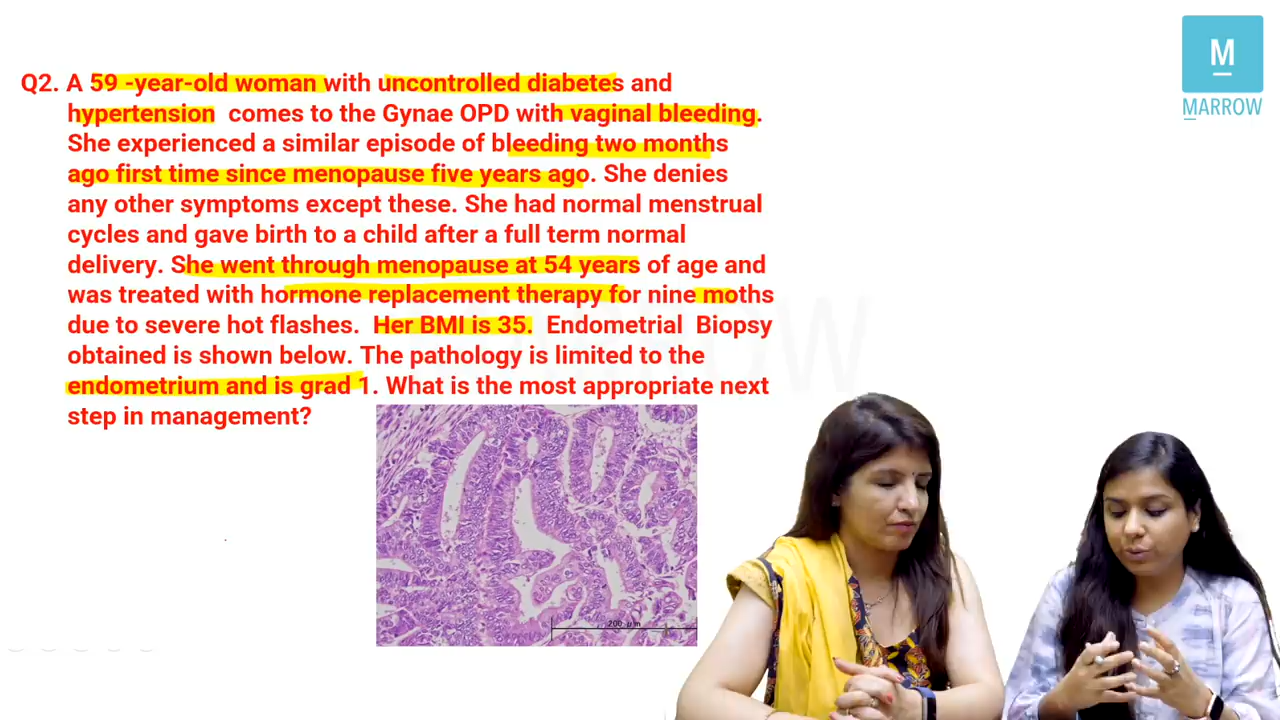 M
MARROW
Q2. A 59 -year-old woman with uncontrolled diabetes and
hypertension comes to the Gynae OPD with vaginal bleeding.
She experienced a similar episode of bleeding two months
ago first time since menopause five years ago. She denies
any other symptoms except these. She had normal menstrual
cycles and gave birth to a child after a full term normal
delivery. She went through menopause at 54 years of age and
was treated with hormone replacement therapy for nine moths
due to severe hot flashes. Her BMI is 35. Endometrial Biopsy
obtained is shown below. The pathology is limited to the
endometrium and is grad 1. What is the most appropriate next
step in management?
200 µm